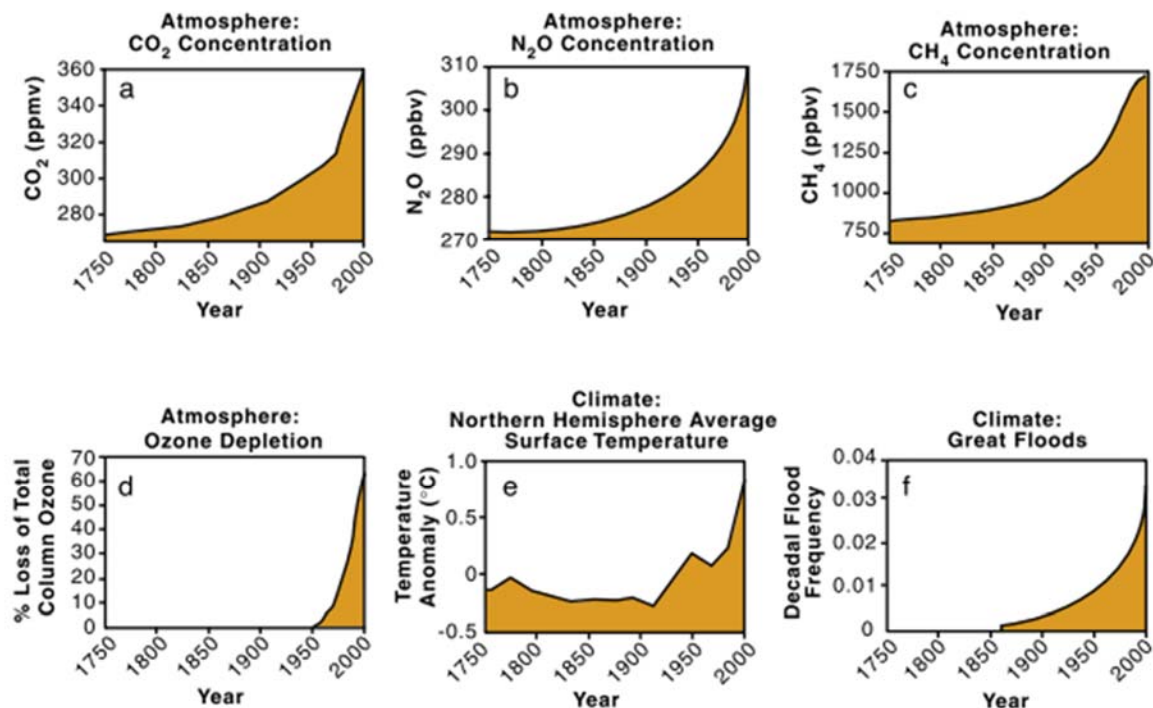 Atmosphere:
CO₂ Concentration
a
CO₂ (ppmv)
360
340
320
300
280
1750
1800
1850
1900
1950
2000
Year
Atmosphere:
N₂O Concentration
b
N₂O (ppbv)
310
300
290
280
270
1750
1800
1850
1900
1950
2000
Year
Atmosphere:
CH₄ Concentration
c
CH₄ (ppbv)
1750
1500
1250
1000
750
1750
1800
1850
1900
1950
2000
Year
Atmosphere:
Ozone Depletion
d
% Loss of Total
Column Ozone
70
60
50
40
30
20
10
0
1750
1800
1850
1900
1950
2000
Year
Climate:
Northern Hemisphere Average
Surface Temperature
e
Temperature
Anomaly (°C)
1.0
0.5
0
-0.5
1750
1800
1850
1900
1950
2000
Year
Climate:
Great Floods
f
Decadal Flood
Frequency
0.04
0.03
0.02
0.01
0
1750
1800
1850
1900
1950
2000
Year